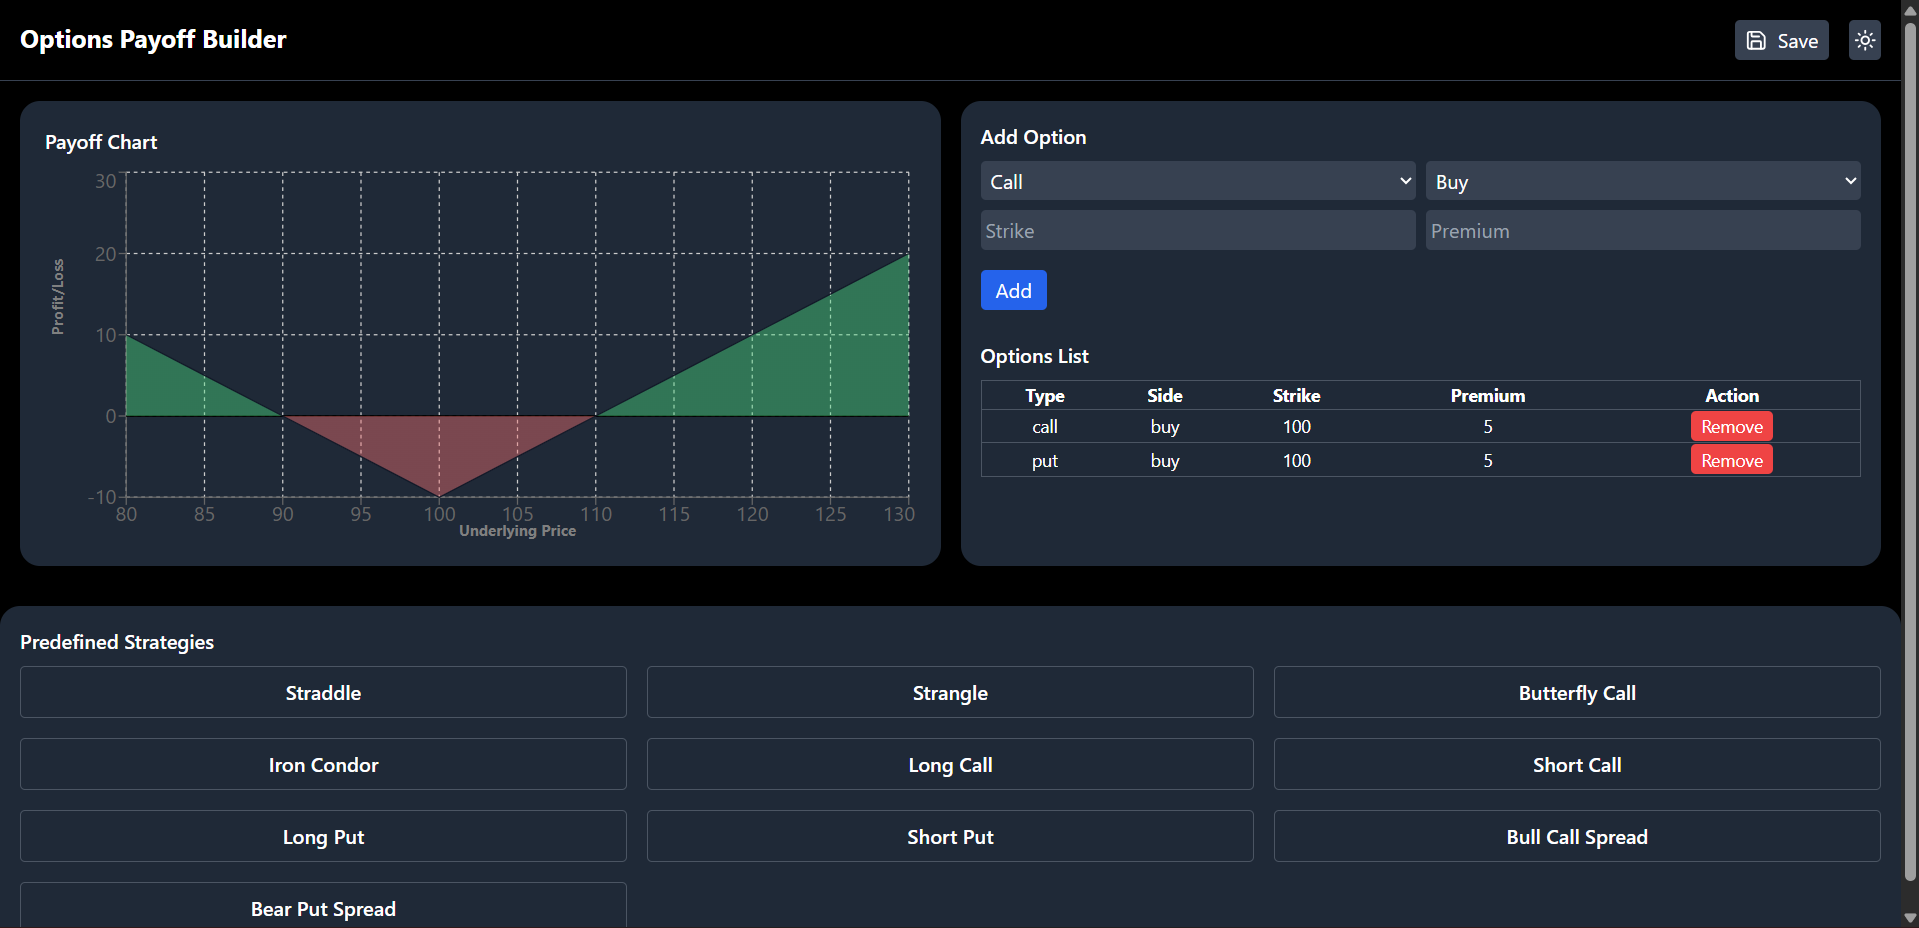 Options Payoff Builder
Save
Payoff Chart
30
20
10
0
-10
Profit/Loss
80 85 90 95 100 105 110 115 120 125 130
Underlying Price
Add Option
Call Buy
Strike Premium
Add
Options List
Type Side Strike Premium Action
call buy 100 5 Remove
put buy 100 5 Remove
Predefined Strategies
Straddle Strangle Butterfly Call
Iron Condor Long Call Short Call
Long Put Short Put Bull Call Spread
Bear Put Spread